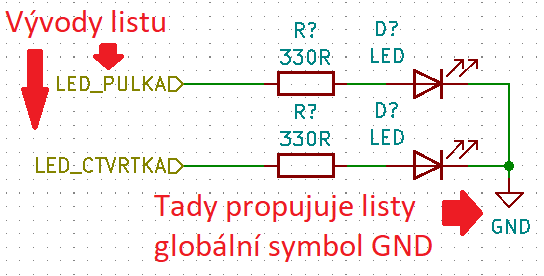 Vývody listu
LED_PULKA
R?
330R
D?
LED
LED_CTVRTKA
R?
330R
D?
LED
Tady propujuje listy
globální symbol GND
GND